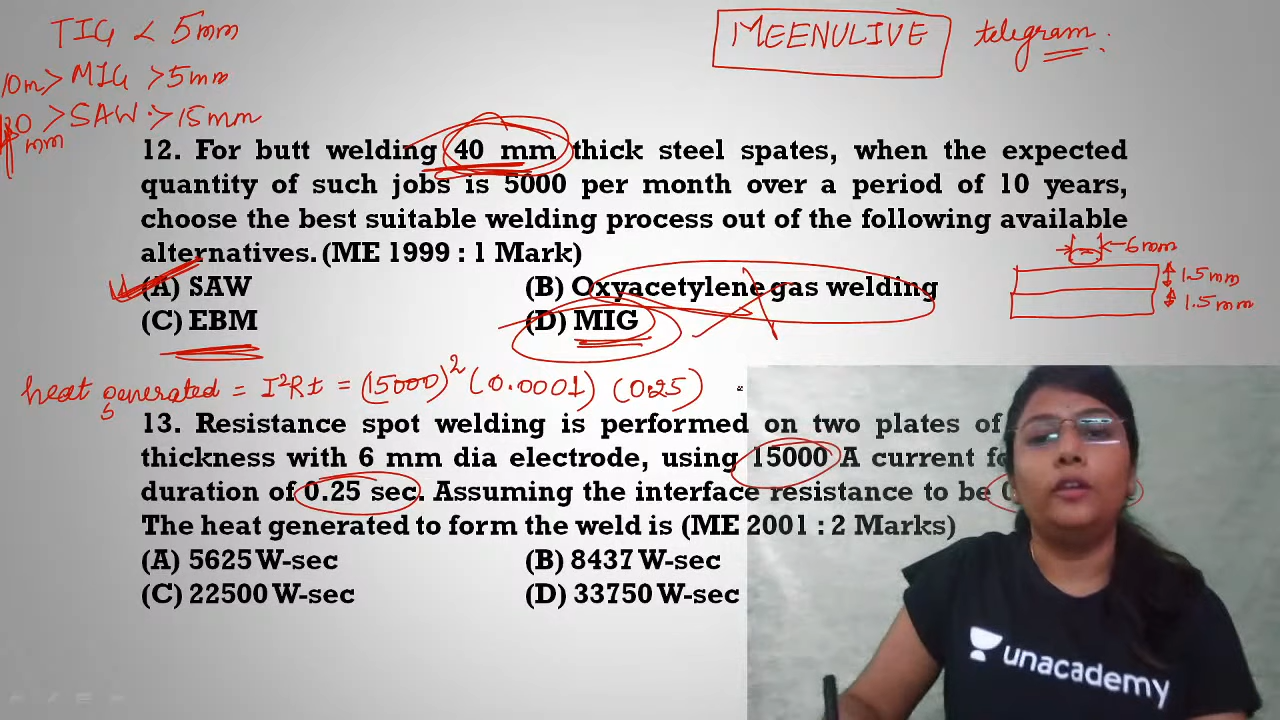 TIG < 5mm
MEENULIVE telegram.
MIG > 5mm
> SAW > 15mm
mm
12. For butt welding 40 mm thick steel spates, when the expected
quantity of such jobs is 5000 per month over a period of 10 years,
choose the best suitable welding process out of the following available
alternatives. (ME 1999 : 1 Mark)
6mm
1.5mm
1.5mm
(A) SAW (B) Oxyacetylene gas welding
(C) EBM (D) MIG
heat generated = I²Rt = (15000)² (0.0001) (0.25)
13. Resistance spot welding is performed on two plates of
thickness with 6 mm dia electrode, using 15000 A current
duration of 0.25 sec. Assuming the interface resistance to be
The heat generated to form the weld is (ME 2001 : 2 Marks)
(A) 5625 W-sec (B) 8437 W-sec
(C) 22500 W-sec (D) 33750 W-sec
unacademy